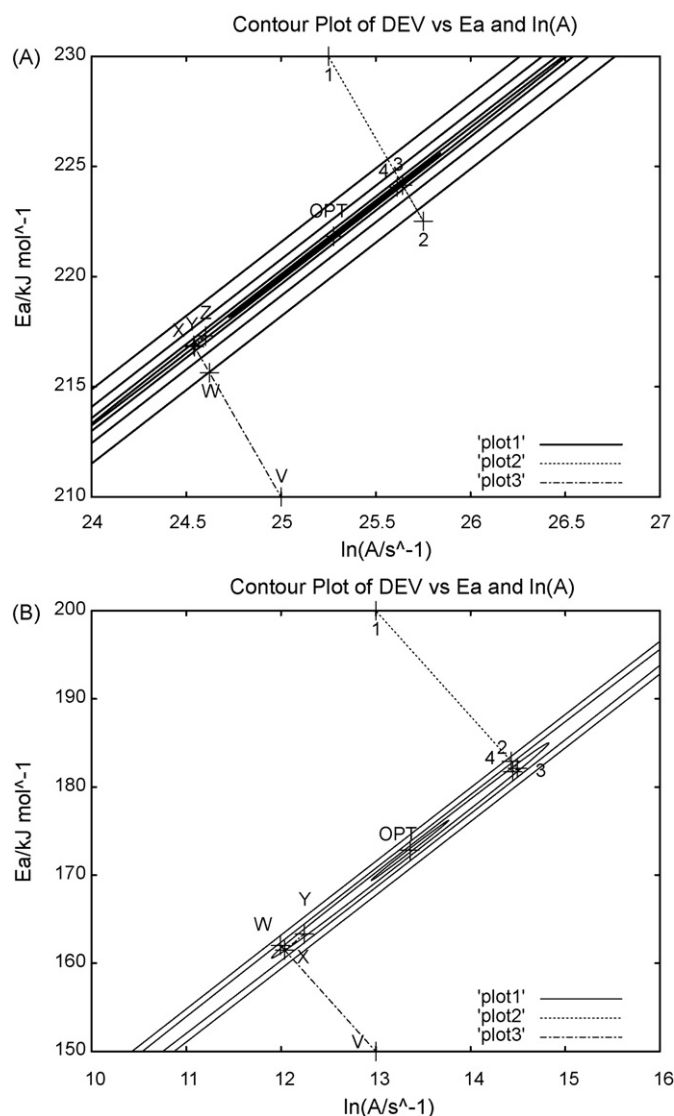 Contour Plot of DEV vs Ea and ln(A)
(A)
230
1
225
4 3
OPT
2
220
Ea/kJ mol^-1
X Y Z
215
W
V
'plot1'
'plot2'
'plot3'
210
24 24.5 25 25.5 26 26.5 27
ln(A/s^-1)
Contour Plot of DEV vs Ea and ln(A)
(B)
200
1
190
2
4 3
180
OPT
Ea/kJ mol^-1
170
Y
W
X
160
'plot1'
'plot2'
'plot3'
V
150
10 11 12 13 14 15 16
ln(A/s^-1)